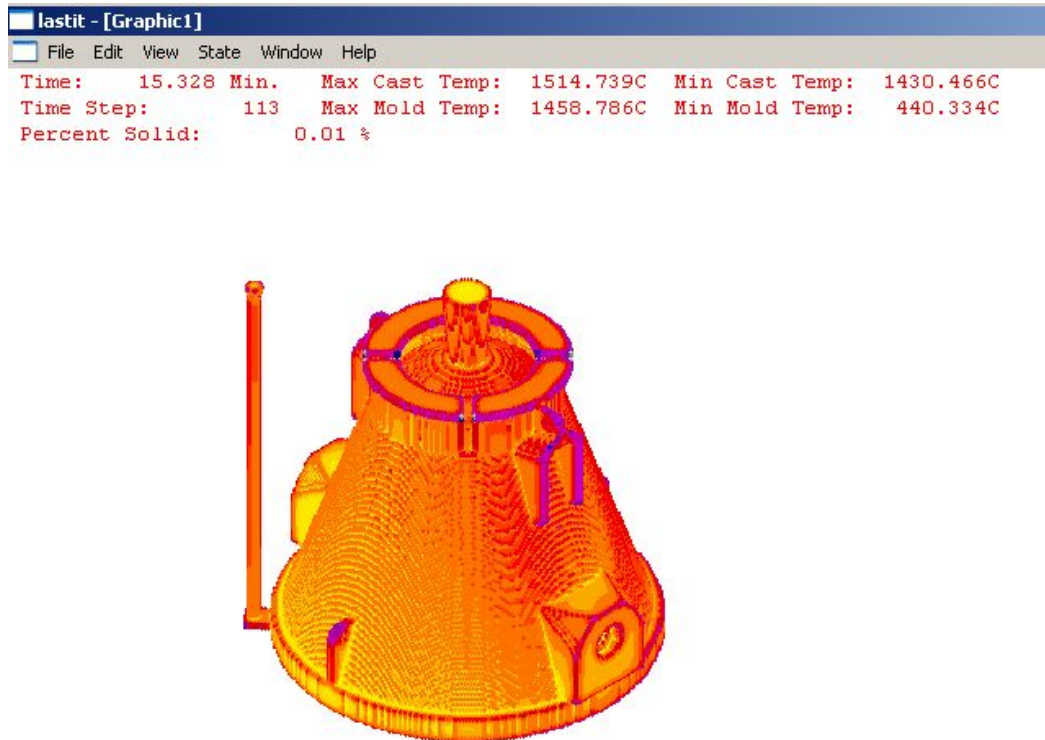 lastit - [Graphic1]
File Edit View State Window Help
Time: 15.328 Min. Max Cast Temp: 1514.739C Min Cast Temp: 1430.466C
Time Step: 113 Max Mold Temp: 1458.786C Min Mold Temp: 440.334C
Percent Solid: 0.01 %